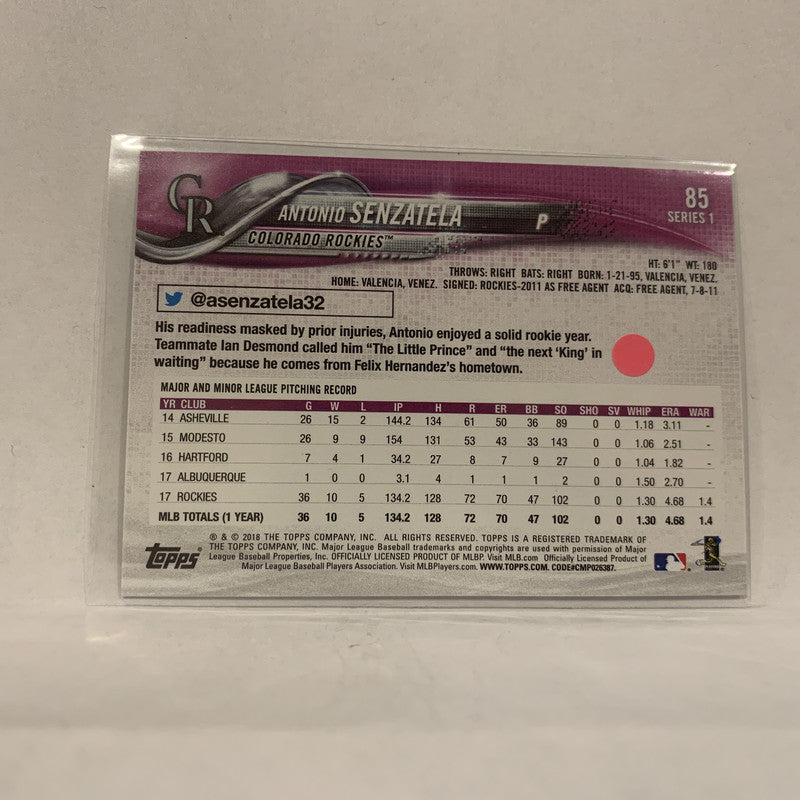 CR
ANTONIO SENZATELA P
COLORADO ROCKIES™
85
SERIES 1
HT: 6'1" WT: 180
THROWS: RIGHT BATS: RIGHT BORN: 1-21-95, VALENCIA, VENEZ.
HOME: VALENCIA, VENEZ. SIGNED: ROCKIES-2011 AS FREE AGENT ACQ: FREE AGENT, 7-8-11
@asenzatela32
His readiness masked by prior injuries, Antonio enjoyed a solid rookie year.
Teammate Ian Desmond called him “The Little Prince” and “the next ‘King’ in
waiting” because he comes from Felix Hernandez's hometown.
MAJOR AND MINOR LEAGUE PITCHING RECORD
YR CLUB G W L IP H R ER BB SO SHO SV WHIP ERA WAR
14 ASHEVILLE 26 15 2 144.2 134 61 50 36 89 0 0 1.18 3.11 -
15 MODESTO 26 9 9 154 131 53 43 33 143 0 0 1.06 2.51 -
16 HARTFORD 7 4 1 34.2 27 8 7 9 27 0 0 1.04 1.82 -
17 ALBUQUERQUE 1 0 0 3.1 4 1 1 1 2 0 0 1.50 2.70 -
17 ROCKIES 36 10 5 134.2 128 72 70 47 102 0 0 1.30 4.68 1.4
MLB TOTALS (1 YEAR) 36 10 5 134.2 128 72 70 47 102 0 0 1.30 4.68 1.4
topps®
® & © 2018 THE TOPPS COMPANY, INC. ALL RIGHTS RESERVED. TOPPS IS A REGISTERED TRADEMARK OF
THE TOPPS COMPANY, INC. Major League Baseball trademarks and copyrights are used with permission of Major
League Baseball Properties, Inc. OFFICIALLY LICENSED PRODUCT OF MLBP. Visit MLB.com Officially Licensed Product of
Major League Baseball Players Association. Visit MLBPlayers.com. WWW.TOPPS.COM. CODE#CMP026387.